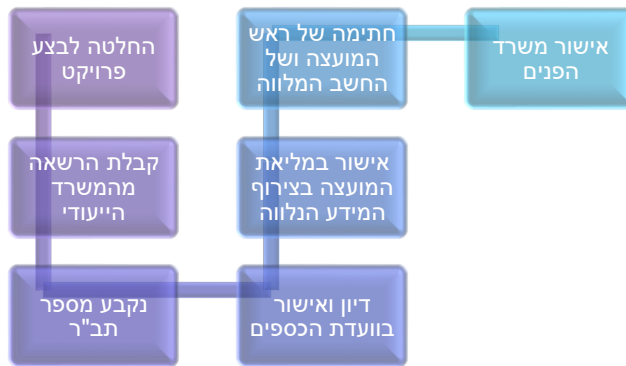 החלטה לבצע
פרויקט
קבלת הרשאה
מהמשרד
הייעודי
נקבע מספר
תב"ר
דיון ואישור
בוועדת הכספים
אישור במליאת
המועצה בצירוף
המידע הנלווה
חתימה של ראש
המועצה ושל
החשב המלווה
אישור משרד
הפנים